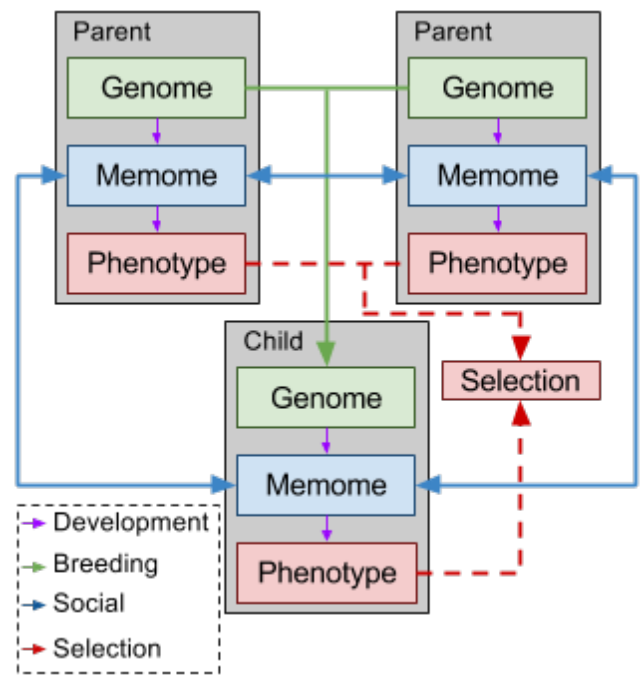 Parent
Genome
Memome
Phenotype
Parent
Genome
Memome
Phenotype
Child
Genome
Memome
Phenotype
Selection
Development
Breeding
Social
Selection